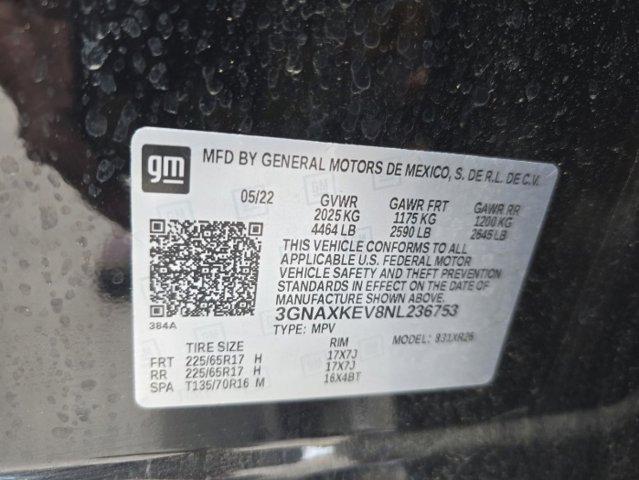 gm MFD BY GENERAL MOTORS DE MEXICO, S. DE R.L. DE C.V.
05/22 GVWR GAWR FRT GAWR RR
2025 KG 1175 KG 1200 KG
4464 LB 2590 LB 2645 LB
THIS VEHICLE CONFORMS TO ALL
APPLICABLE U.S. FEDERAL MOTOR
VEHICLE SAFETY AND THEFT PREVENTION
STANDARDS IN EFFECT ON THE DATE OF
MANUFACTURE SHOWN ABOVE.
384A 3GNAXKEV8NL236753
TYPE: MPV MODEL: 931XR26
TIRE SIZE RIM
FRT 225/65R17 H 17X7J
RR 225/65R17 H 17X7J
SPA T135/70R16 M 16X4BT